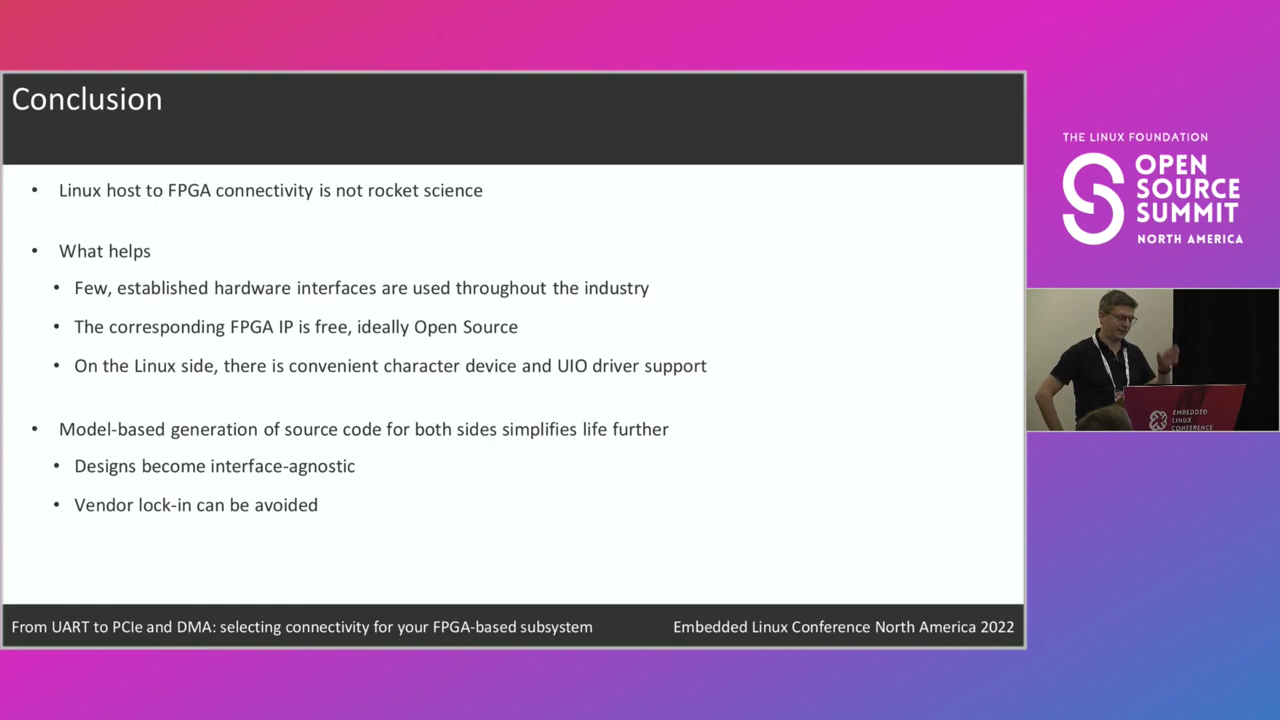 Conclusion
• Linux host to FPGA connectivity is not rocket science
• What helps
• Few, established hardware interfaces are used throughout the industry
• The corresponding FPGA IP is free, ideally Open Source
• On the Linux side, there is convenient character device and UIO driver support
• Model-based generation of source code for both sides simplifies life further
• Designs become interface-agnostic
• Vendor lock-in can be avoided
From UART to PCIe and DMA: selecting connectivity for your FPGA-based subsystem
Embedded Linux Conference North America 2022
THE LINUX FOUNDATION
OPEN
SOURCE
SUMMIT
NORTH AMERICA
EMBEDDED
LINUX
CONFERENCE